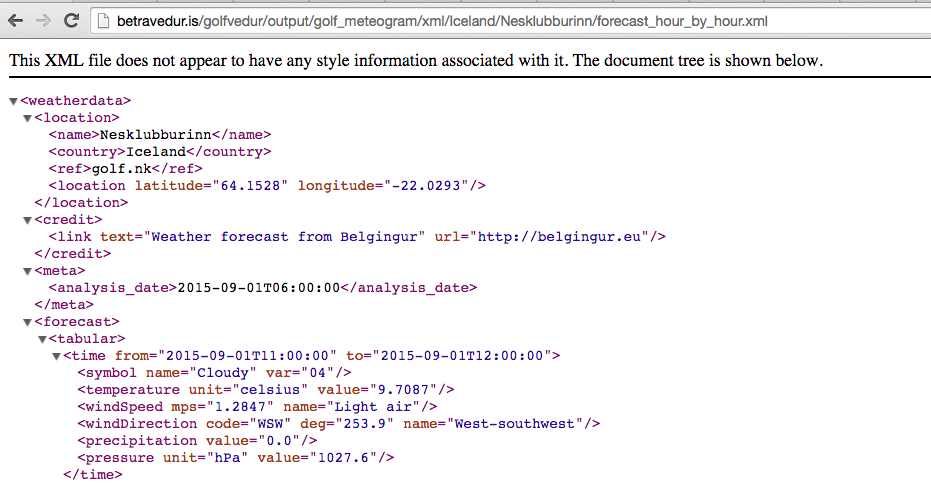 betravedur.is/golfvedur/output/golf_meteogram/xml/Iceland/Nesklubburinn/forecast_hour_by_hour.xml
This XML file does not appear to have any style information associated with it. The document tree is shown below.
▼<weatherdata>
▼<location>
<name>Nesklubburinn</name>
<country>Iceland</country>
<ref>golf.nk</ref>
<location latitude="64.1528" longitude="-22.0293"/>
</location>
▼<credit>
<link text="Weather forecast from Belgingur" url="http://belgingur.eu"/>
</credit>
▼<meta>
<analysis_date>2015-09-01T06:00:00</analysis_date>
</meta>
▼<forecast>
▼<tabular>
▼<time from="2015-09-01T11:00:00" to="2015-09-01T12:00:00">
<symbol name="Cloudy" var="04"/>
<temperature unit="celsius" value="9.7087"/>
<windSpeed mps="1.2847" name="Light air"/>
<windDirection code="WSW" deg="253.9" name="West-southwest"/>
<precipitation value="0.0"/>
<pressure unit="hPa" value="1027.6"/>
</time>